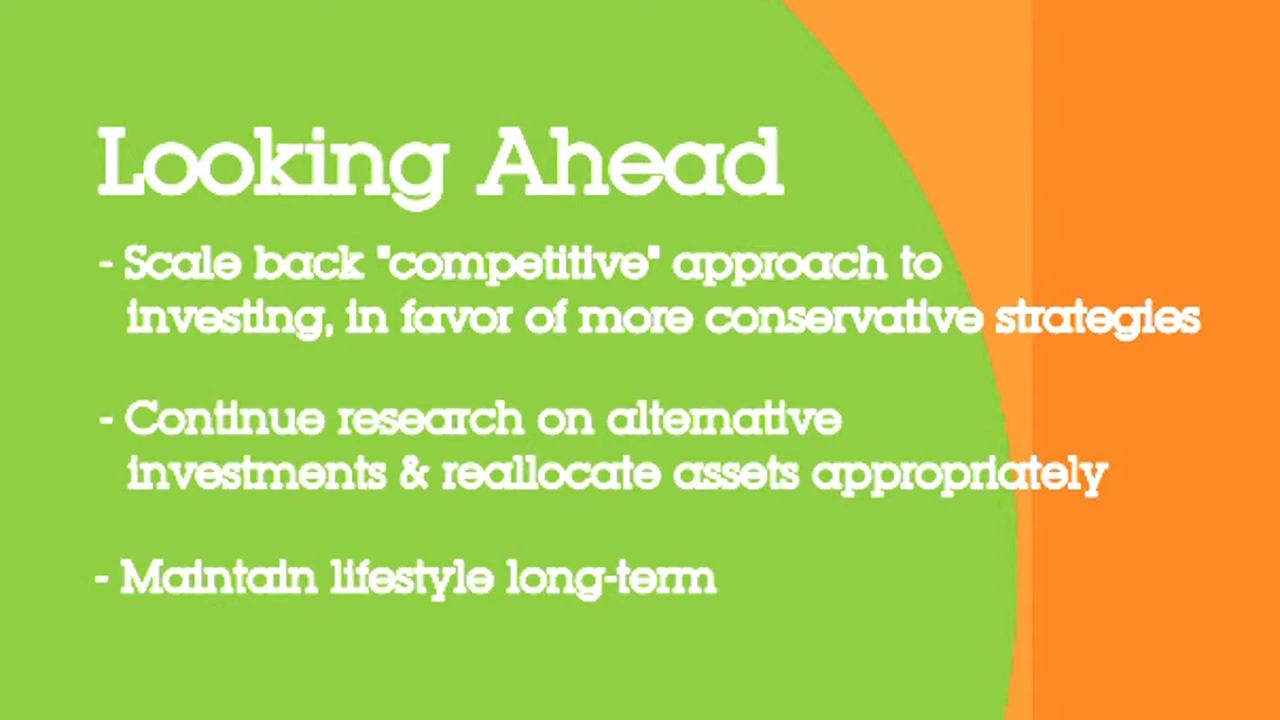 Looking Ahead
- Scale back "competitive" approach to
investing, in favor of more conservative strategies
- Continue research on alternative
investments & reallocate assets appropriately
- Maintain lifestyle long-term